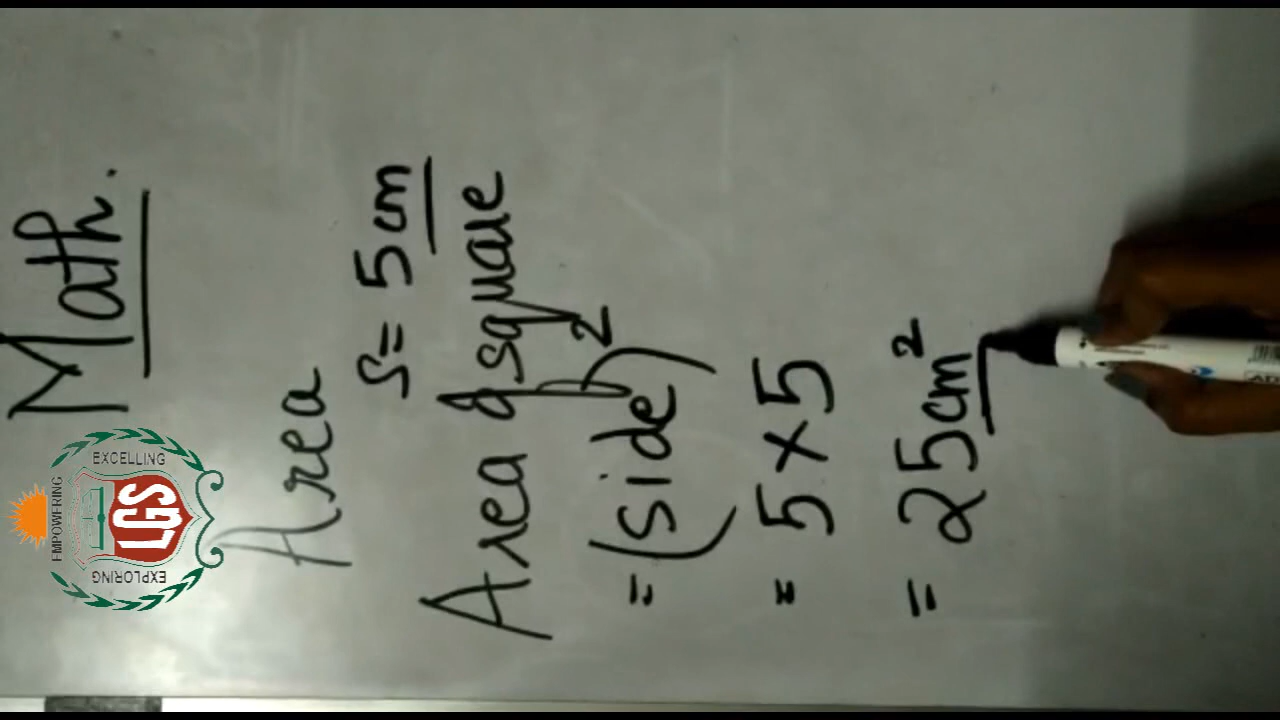 Math.
Area
s = 5cm
Area of square
= (side)²
= 5 × 5
= 25cm²
EXCELLING
EMPOWERING
LGS
EXPLORING